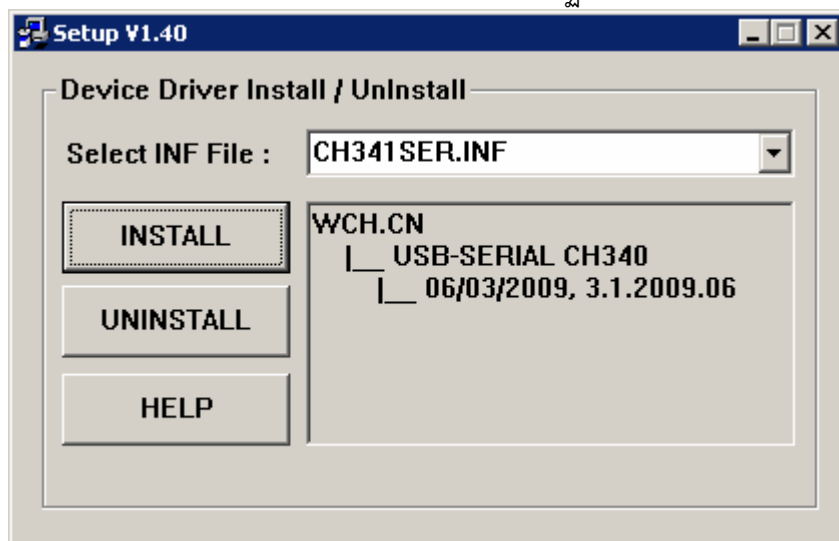 Setup V1.40
Device Driver Install / UnInstall
Select INF File :
CH341SER.INF
INSTALL
UNINSTALL
HELP
WCH.CN
|__ USB-SERIAL CH340
|__ 06/03/2009, 3.1.2009.06